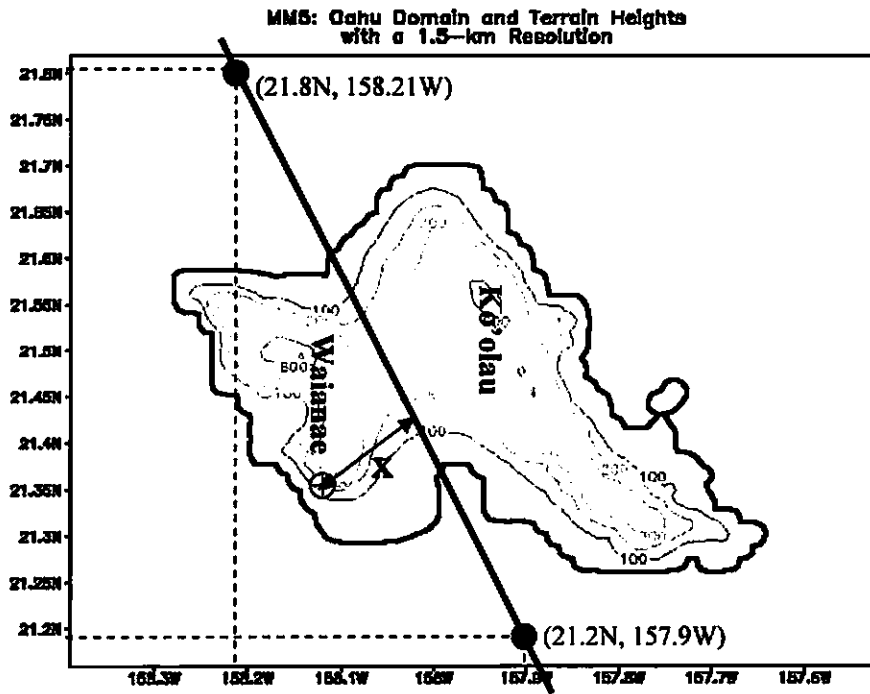 MM5: Oahu Domain and Terrain Heights
with a 1.5-km Resolution
21.8N
(21.8N, 158.21W)
21.75N
21.7N
21.65N
21.6N
21.55N
21.5N
21.45N
21.4N
21.35N
21.3N
21.25N
21.2N
100
Ko'olau
Waianae
800
100
X
100
100
100
(21.2N, 157.9W)
158.3W 158.2W 158.1W 158W 157.9W 157.8W 157.7W